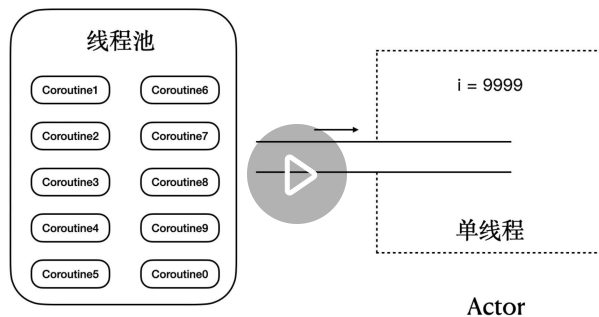 线程池
Coroutine1
Coroutine6
Coroutine2
Coroutine7
Coroutine3
Coroutine8
Coroutine4
Coroutine9
Coroutine5
Coroutine0
i = 9999
单线程
Actor